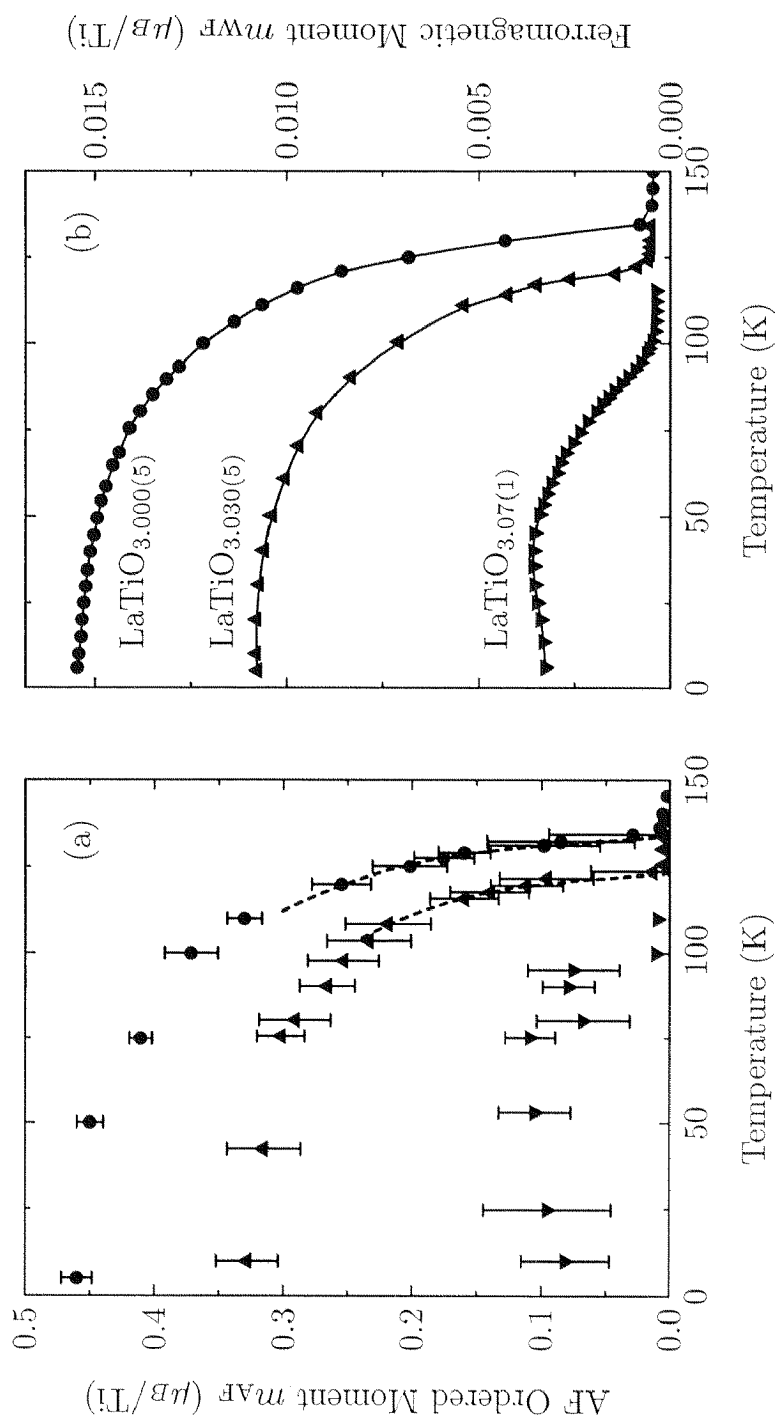 AF Ordered Moment mAF (μB/Ti)
0.5
0.4
0.3
0.2
0.1
0.0
(a)
0
50
100
150
Temperature (K)
(b)
LaTiO3.000(5)
LaTiO3.030(5)
LaTiO3.07(1)
0
50
100
150
Temperature (K)
0.015
0.010
0.005
0.000
Ferromagnetic Moment mWF (μB/Ti)